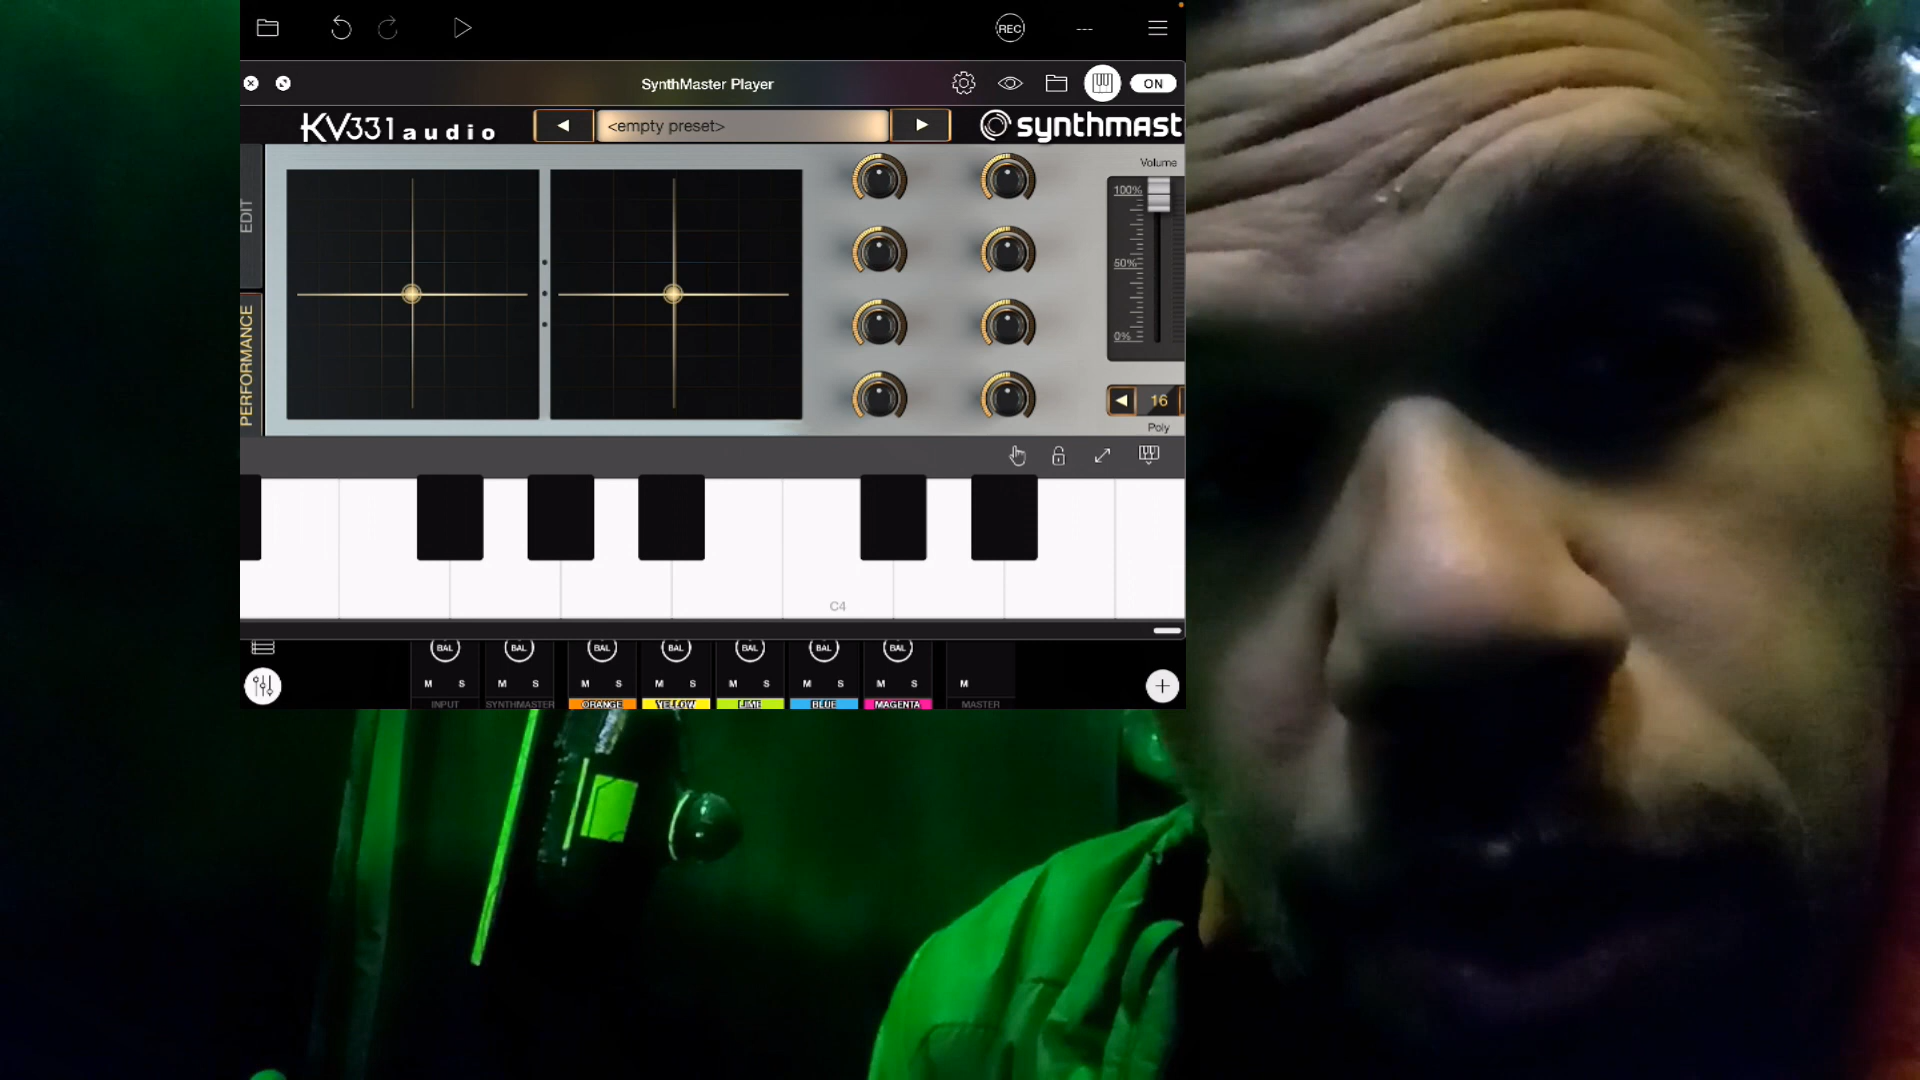 REC
---
SynthMaster Player
ON
KV331 audio
<empty preset>
synthmast
Volume
EDIT
100%
50%
0%
PERFORMANCE
16
Poly
C4
BAL BAL BAL BAL BAL BAL BAL
M S M S M S M S M S M S M S M
INPUT SYNTHMASTER ORANGE YELLOW LIME BLUE MAGENTA MASTER